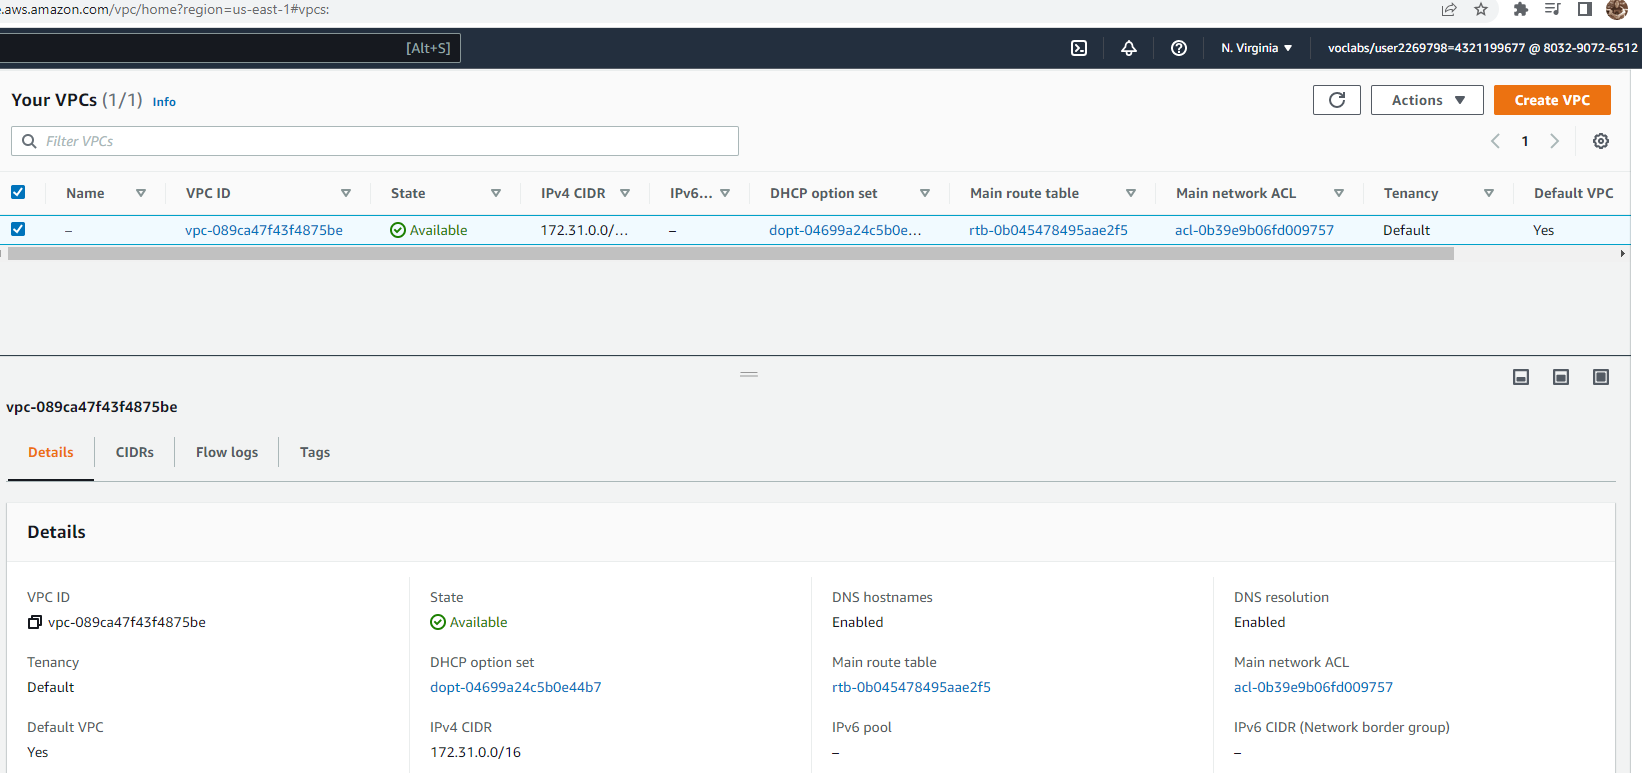 e.aws.amazon.com/vpc/home?region=us-east-1#vpcs:
[Alt+S] N. Virginia voclabs/user2269798=4321199677 @ 8032-9072-6512
Your VPCs (1/1) Info Actions Create VPC
Filter VPCs 1
Name VPC ID State IPv4 CIDR IPv6... DHCP option set Main route table Main network ACL Tenancy Default VPC
– vpc-089ca47f43f4875be Available 172.31.0.0/... – dopt-04699a24c5b0e... rtb-0b045478495aae2f5 acl-0b39e9b06fd009757 Default Yes
vpc-089ca47f43f4875be
Details CIDRs Flow logs Tags
Details
VPC ID State DNS hostnames DNS resolution
vpc-089ca47f43f4875be Available Enabled Enabled
Tenancy DHCP option set Main route table Main network ACL
Default dopt-04699a24c5b0e44b7 rtb-0b045478495aae2f5 acl-0b39e9b06fd009757
Default VPC IPv4 CIDR IPv6 pool IPv6 CIDR (Network border group)
Yes 172.31.0.0/16 – –